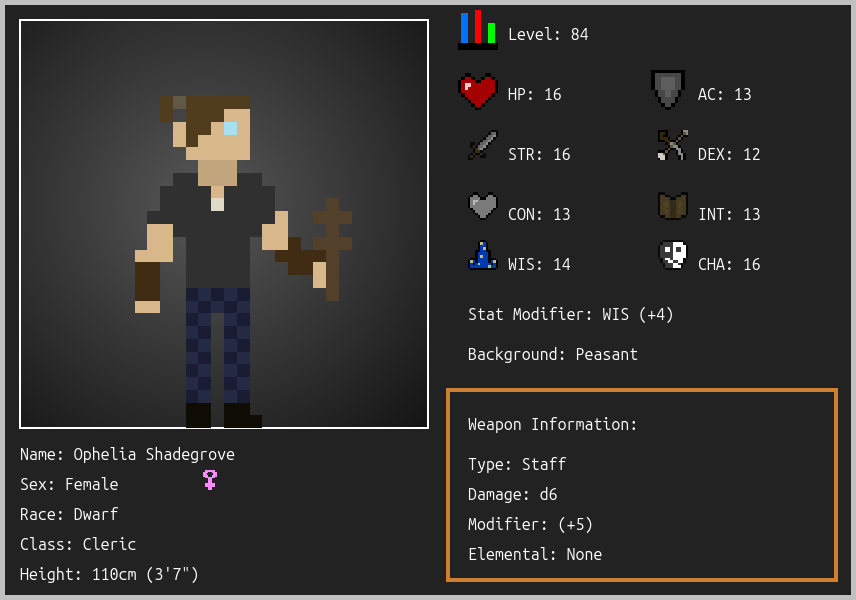 Level: 84
HP: 16
AC: 13
STR: 16
DEX: 12
CON: 13
INT: 13
WIS: 14
CHA: 16
Stat Modifier: WIS (+4)
Background: Peasant
Weapon Information:
Type: Staff
Damage: d6
Modifier: (+5)
Elemental: None
Name: Ophelia Shadegrove
Sex: Female
Race: Dwarf
Class: Cleric
Height: 110cm (3'7")